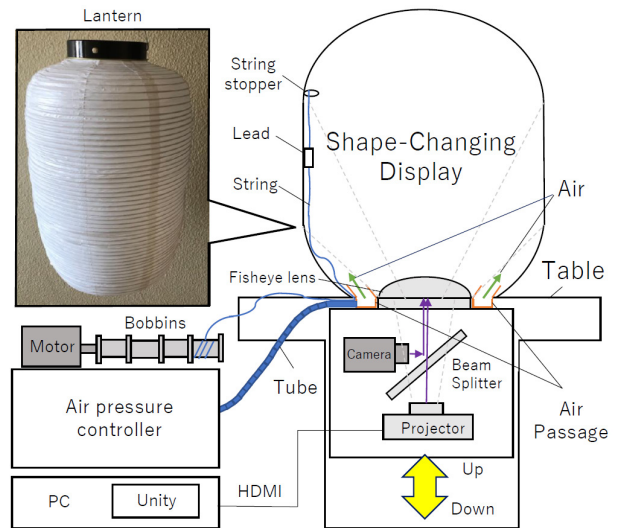 Lantern
String
stopper
Lead
String
Shape-Changing
Display
Air
Fisheye lens
Table
Bobbins
Motor
Tube
Camera
Beam
Splitter
Air pressure
controller
Projector
Air
Passage
PC
Unity
HDMI
Up
Down